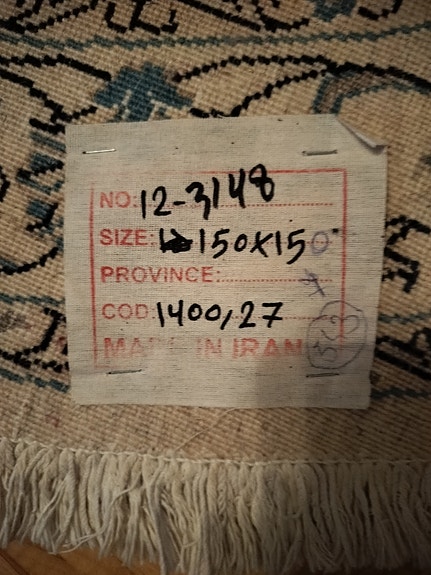 NO: 12-3148
SIZE: 150x150
PROVINCE:
COD: 1400,27
MADE IN IRAN